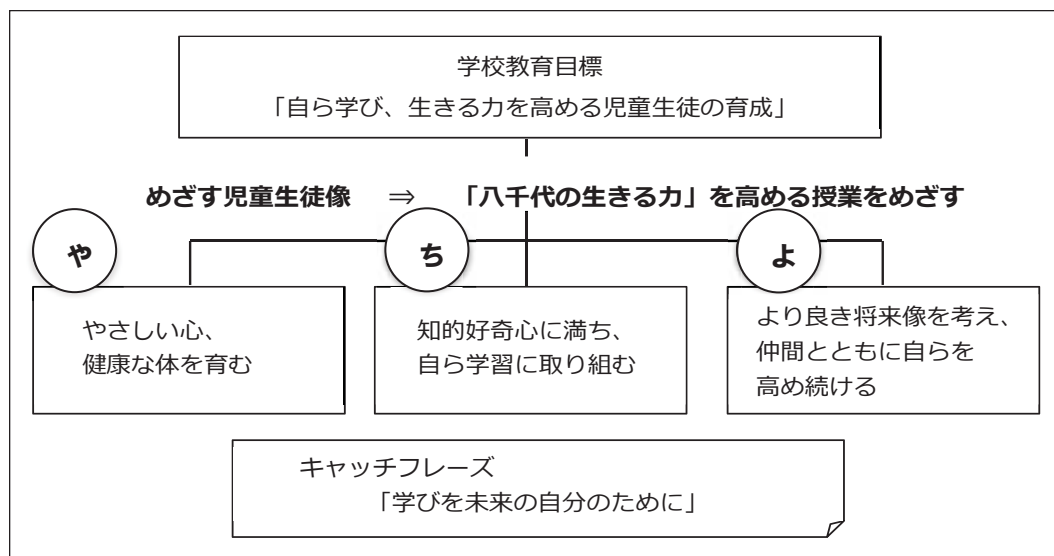 学校教育目標
「自ら学び、生きる力を高める児童生徒の育成」
めざす児童生徒像 ⇒ 「八千代の生きる力」を高める授業をめざす
や
やさしい心、
健康な体を育む
ち
知的好奇心に満ち、
自ら学習に取り組む
よ
より良き将来像を考え、
仲間とともに自らを
高め続ける
キャッチフレーズ
「学びを未来の自分のために」